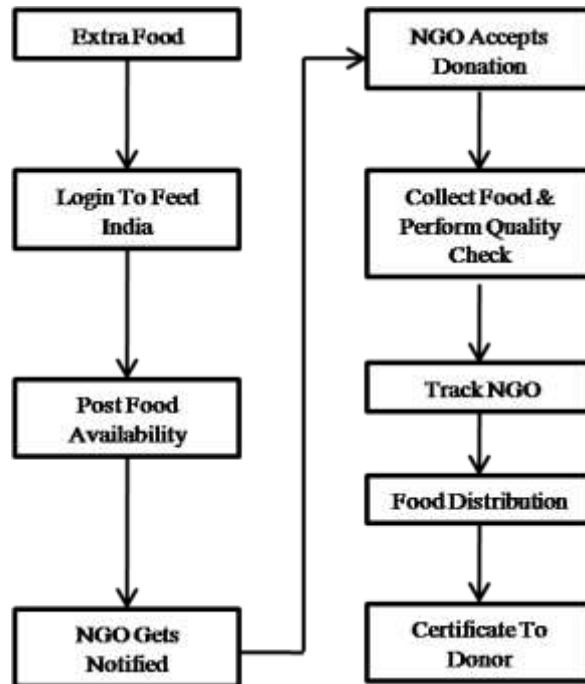 Extra Food
Login To Feed
India
Post Food
Availability
NGO Gets
Notified
NGO Accepts
Donation
Collect Food &
Perform Quality
Check
Track NGO
Food Distribution
Certificate To
Donor